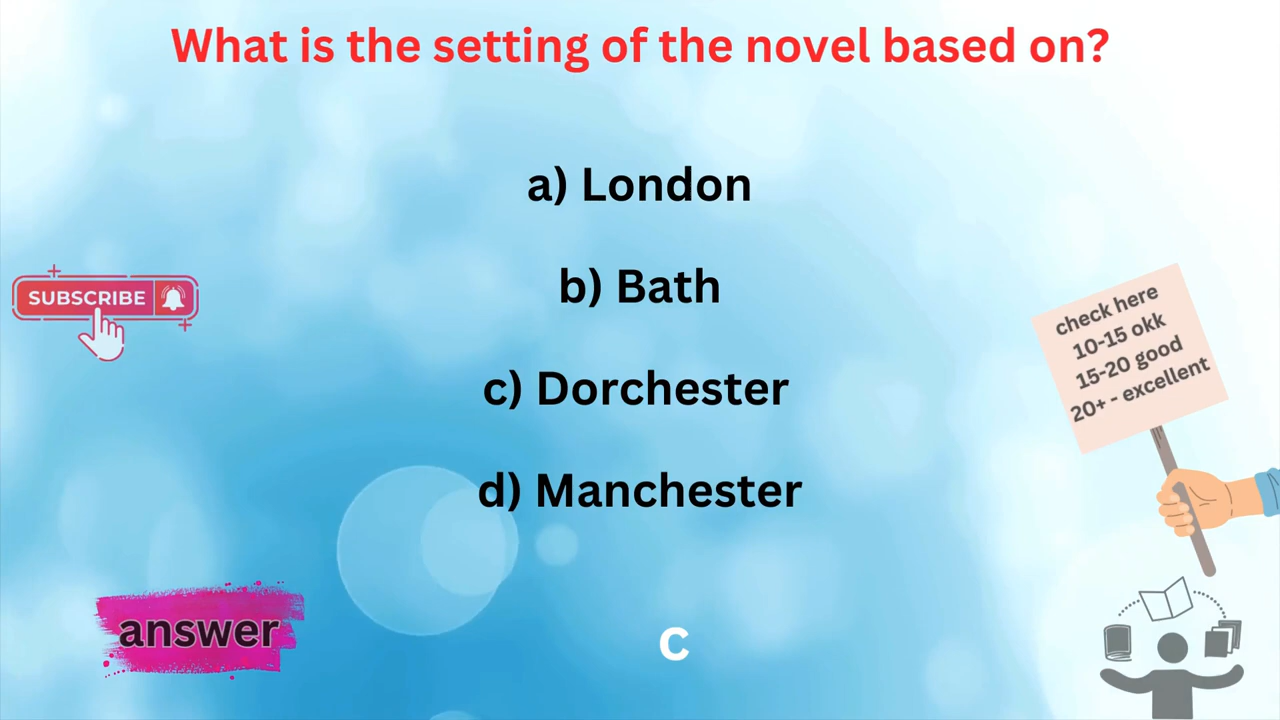 What is the setting of the novel based on?
a) London
b) Bath
SUBSCRIBE
check here
10-15 okk
15-20 good
20+ - excellent
c) Dorchester
d) Manchester
answer
C